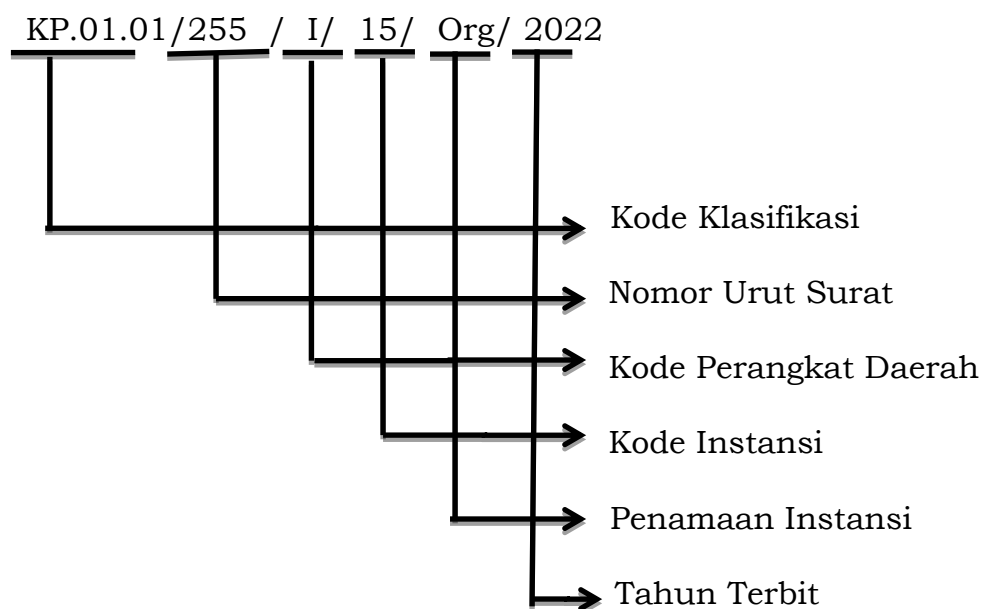 KP.01.01/255 / I/ 15/ Org/ 2022
Kode Klasifikasi
Nomor Urut Surat
Kode Perangkat Daerah
Kode Instansi
Penamaan Instansi
Tahun Terbit